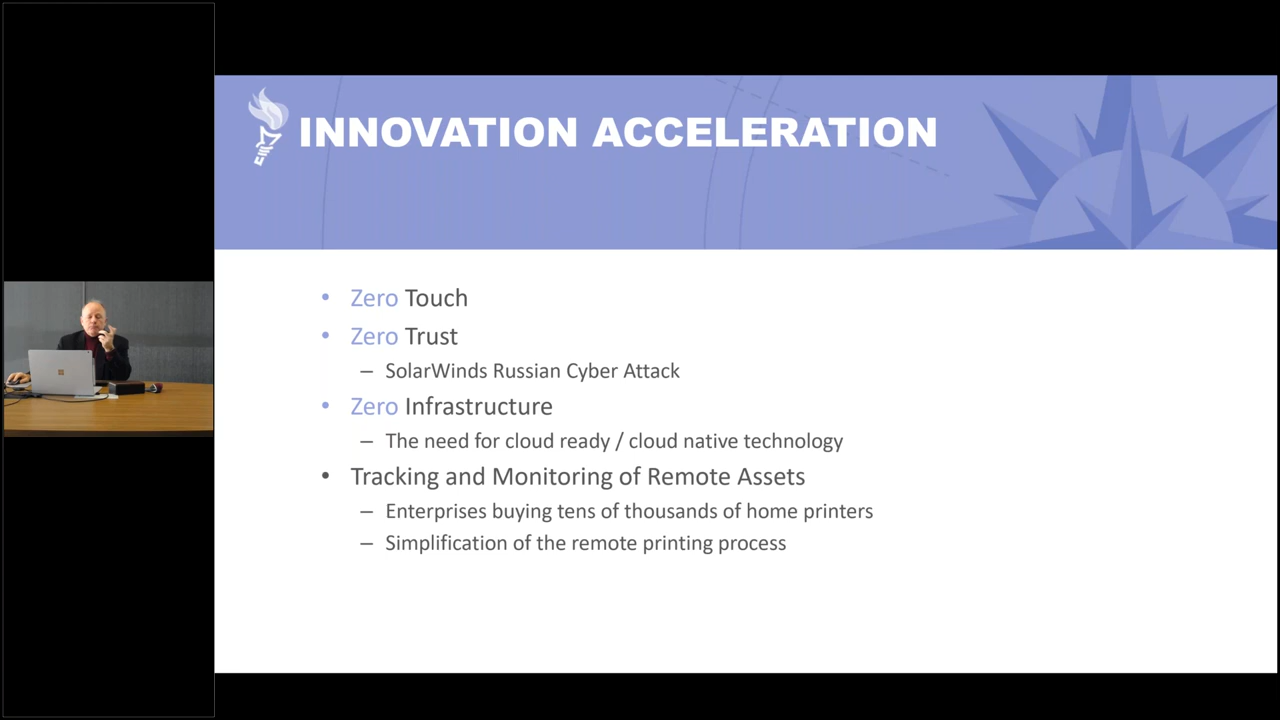 INNOVATION ACCELERATION
• Zero Touch
• Zero Trust
– SolarWinds Russian Cyber Attack
• Zero Infrastructure
– The need for cloud ready / cloud native technology
• Tracking and Monitoring of Remote Assets
– Enterprises buying tens of thousands of home printers
– Simplification of the remote printing process